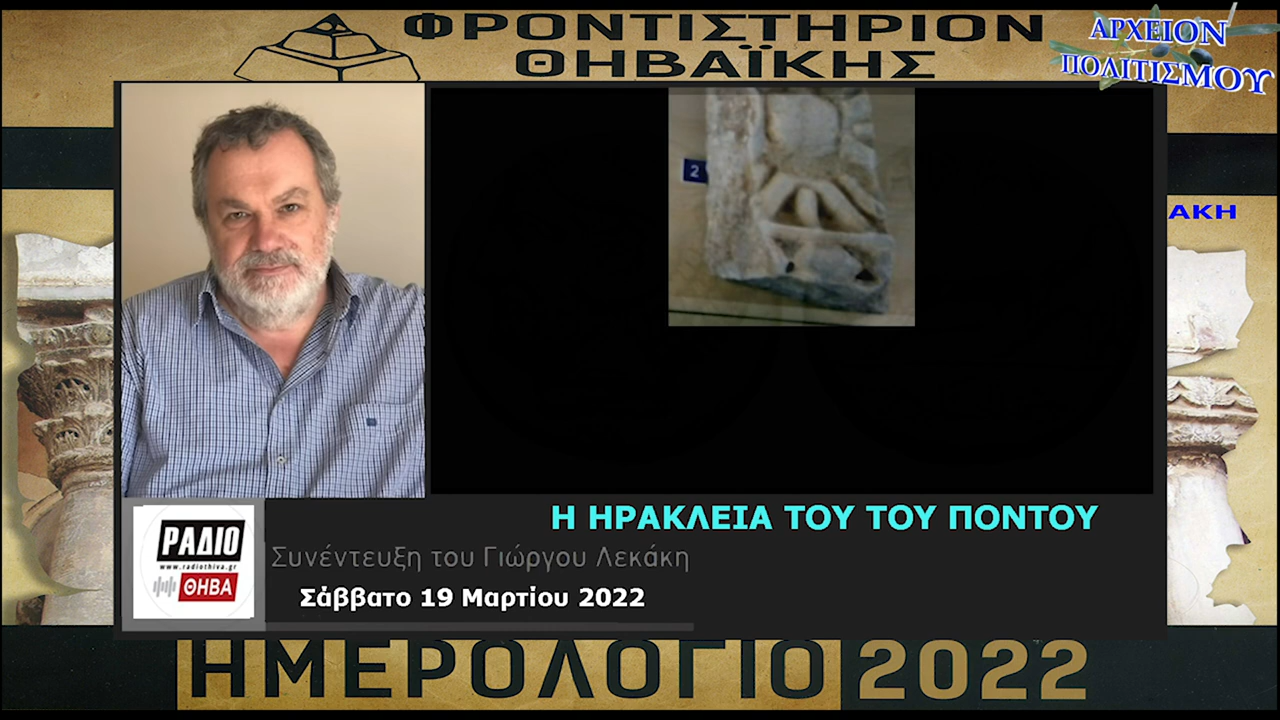 ΦΡΟΝΤΙΣΤΗΡΙΟΝ
ΘΗΒΑΪΚΗΣ
ΑΡΧΕΙΟΝ
ΠΟΛΙΤΙΣΜΟΥ
2
ΑΚΗ
Η ΗΡΑΚΛΕΙΑ ΤΟΥ ΤΟΥ ΠΟΝΤΟΥ
ΡΑΔΙΟ
www.radiothiva.gr
ΘΗΒΑ
Συνέντευξη του Γιώργου Λεκάκη
Σάββατο 19 Μαρτίου 2022
ΗΜΕΡΟΛΟΓΙΟ 2022